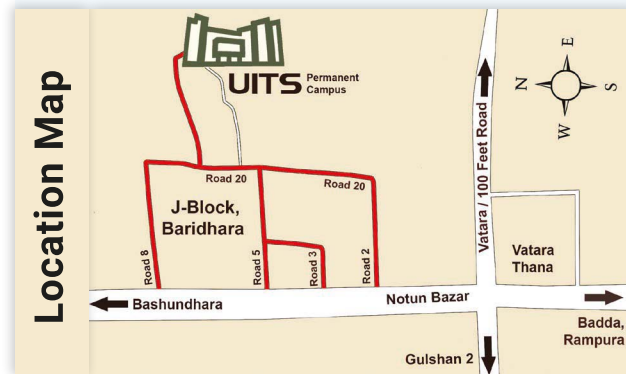 Location Map
UITS Permanent
Campus
E
N
S
W
Vatara / 100 Feet Road
Road 20
Road 20
J-Block,
Baridhara
Road 8
Road 5
Road 3
Road 2
Vatara
Thana
Bashundhara
Notun Bazar
Badda,
Rampura
Gulshan 2